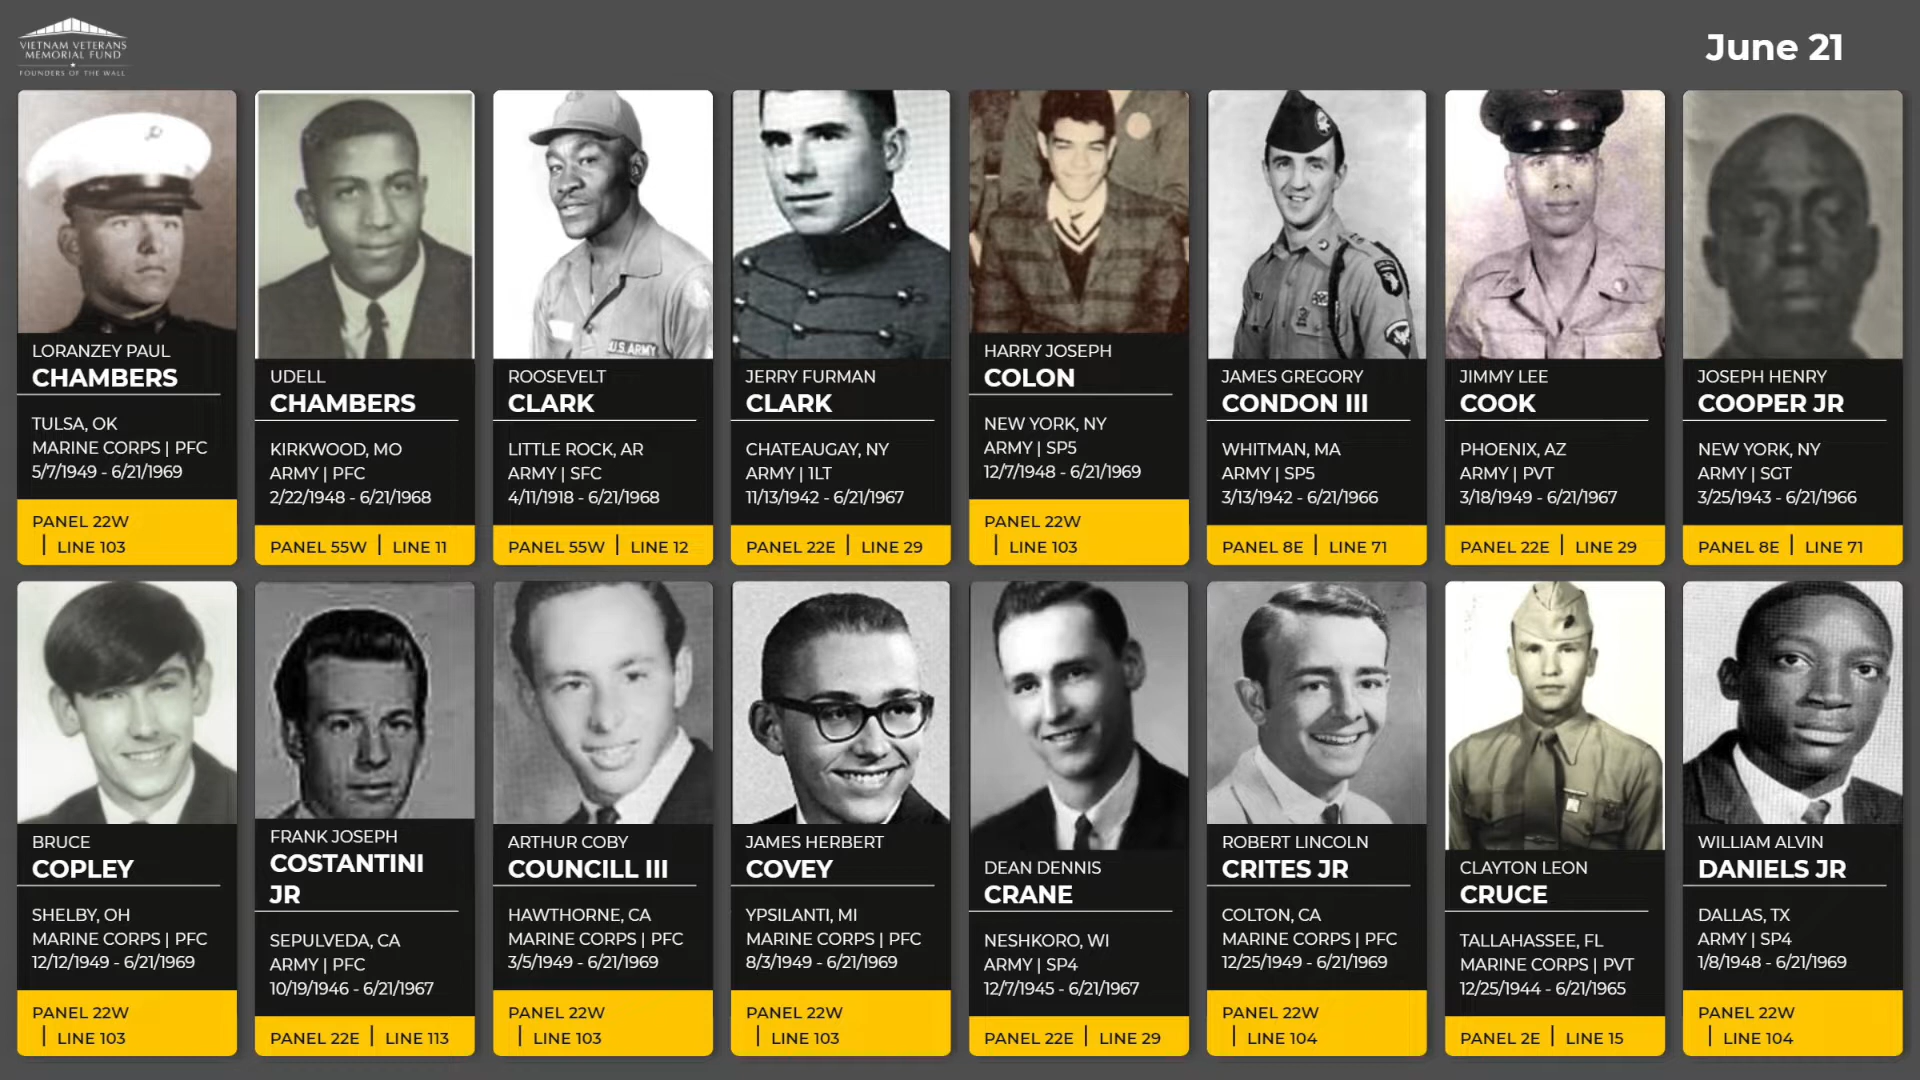 VIETNAM VETERANS
MEMORIAL FUND
FOUNDERS OF THE WALL
June 21
LORANZEY PAUL
CHAMBERS
TULSA, OK
MARINE CORPS | PFC
5/7/1949 - 6/21/1969
PANEL 22W
| LINE 103
UDELL
CHAMBERS
KIRKWOOD, MO
ARMY | PFC
2/22/1948 - 6/21/1968
PANEL 55W | LINE 11
U.S. ARMY
ROOSEVELT
CLARK
LITTLE ROCK, AR
ARMY | SFC
4/11/1918 - 6/21/1968
PANEL 55W | LINE 12
JERRY FURMAN
CLARK
CHATEAUGAY, NY
ARMY | 1LT
11/13/1942 - 6/21/1967
PANEL 22E | LINE 29
HARRY JOSEPH
COLON
NEW YORK, NY
ARMY | SP5
12/7/1948 - 6/21/1969
PANEL 22W
| LINE 103
JAMES GREGORY
CONDON III
WHITMAN, MA
ARMY | SP5
3/13/1942 - 6/21/1966
PANEL 8E | LINE 71
JIMMY LEE
COOK
PHOENIX, AZ
ARMY | PVT
3/18/1949 - 6/21/1967
PANEL 22E | LINE 29
JOSEPH HENRY
COOPER JR
NEW YORK, NY
ARMY | SGT
3/25/1943 - 6/21/1966
PANEL 8E | LINE 71
BRUCE
COPLEY
SHELBY, OH
MARINE CORPS | PFC
12/12/1949 - 6/21/1969
PANEL 22W
| LINE 103
FRANK JOSEPH
COSTANTINI
JR
SEPULVEDA, CA
ARMY | PFC
10/19/1946 - 6/21/1967
PANEL 22E | LINE 113
ARTHUR COBY
COUNCILL III
HAWTHORNE, CA
MARINE CORPS | PFC
3/5/1949 - 6/21/1969
PANEL 22W
| LINE 103
JAMES HERBERT
COVEY
YPSILANTI, MI
MARINE CORPS | PFC
8/3/1949 - 6/21/1969
PANEL 22W
| LINE 103
DEAN DENNIS
CRANE
NESHKORO, WI
ARMY | SP4
12/7/1945 - 6/21/1967
PANEL 22E | LINE 29
ROBERT LINCOLN
CRITES JR
COLTON, CA
MARINE CORPS | PFC
12/25/1949 - 6/21/1969
PANEL 22W
| LINE 104
CLAYTON LEON
CRUCE
TALLAHASSEE, FL
MARINE CORPS | PVT
12/25/1944 - 6/21/1965
PANEL 2E | LINE 15
WILLIAM ALVIN
DANIELS JR
DALLAS, TX
ARMY | SP4
1/8/1948 - 6/21/1969
PANEL 22W
| LINE 104